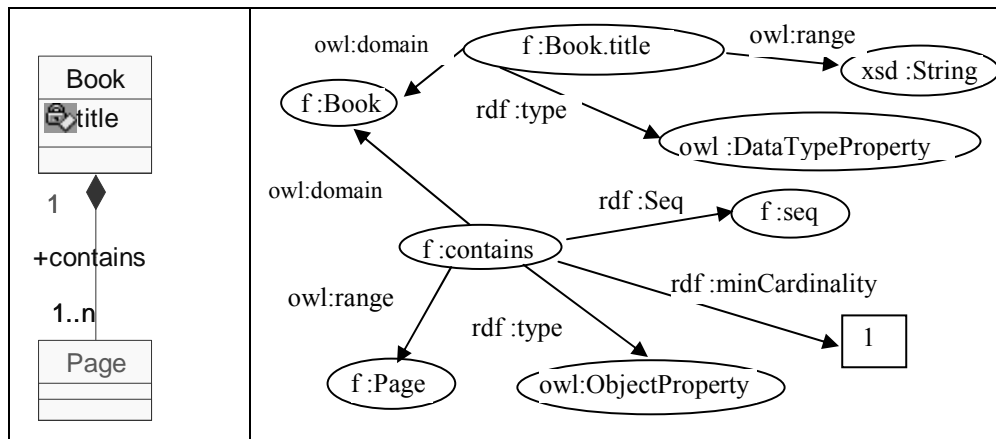 Book
title
1
+contains
1..n
Page
owl:domain
f :Book.title
owl:range
xsd :String
f :Book
rdf :type
owl :DataTypeProperty
owl:domain
rdf :Seq
f :seq
f :contains
rdf :minCardinality
owl:range
rdf :type
1
f :Page
owl:ObjectProperty